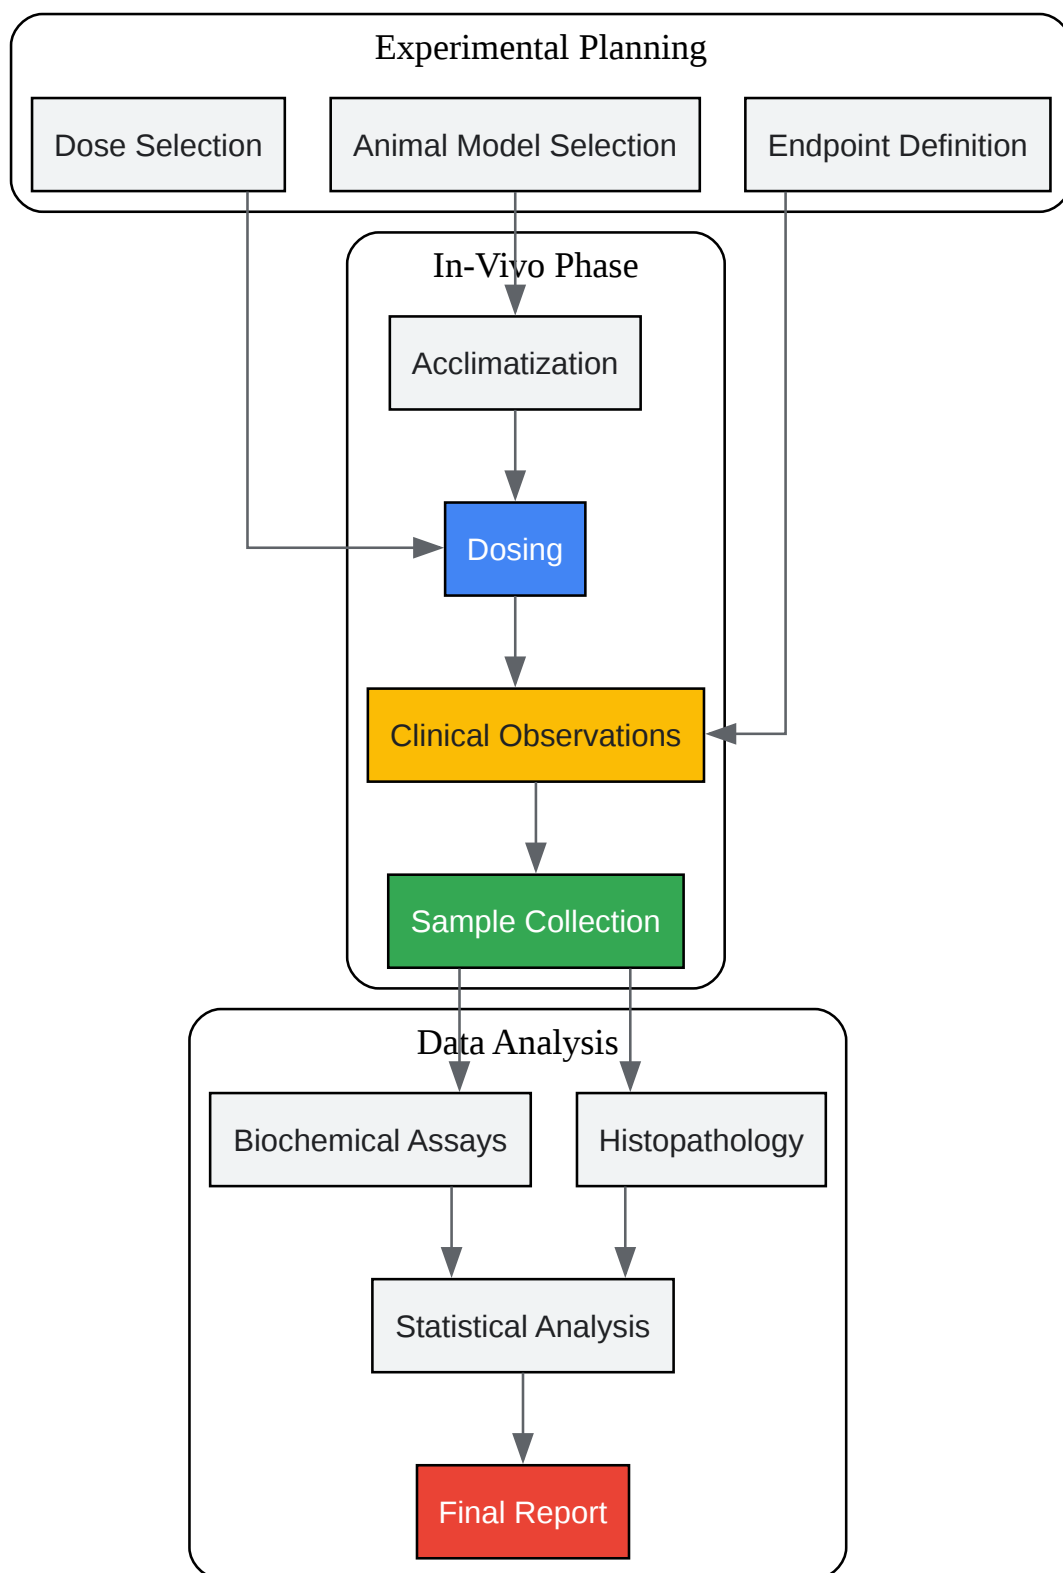 Experimental Planning
Dose Selection
Animal Model Selection
Endpoint Definition
In-Vivo Phase
Acclimatization
Dosing
Clinical Observations
Sample Collection
Data Analysis
Biochemical Assays
Histopathology
Statistical Analysis
Final Report